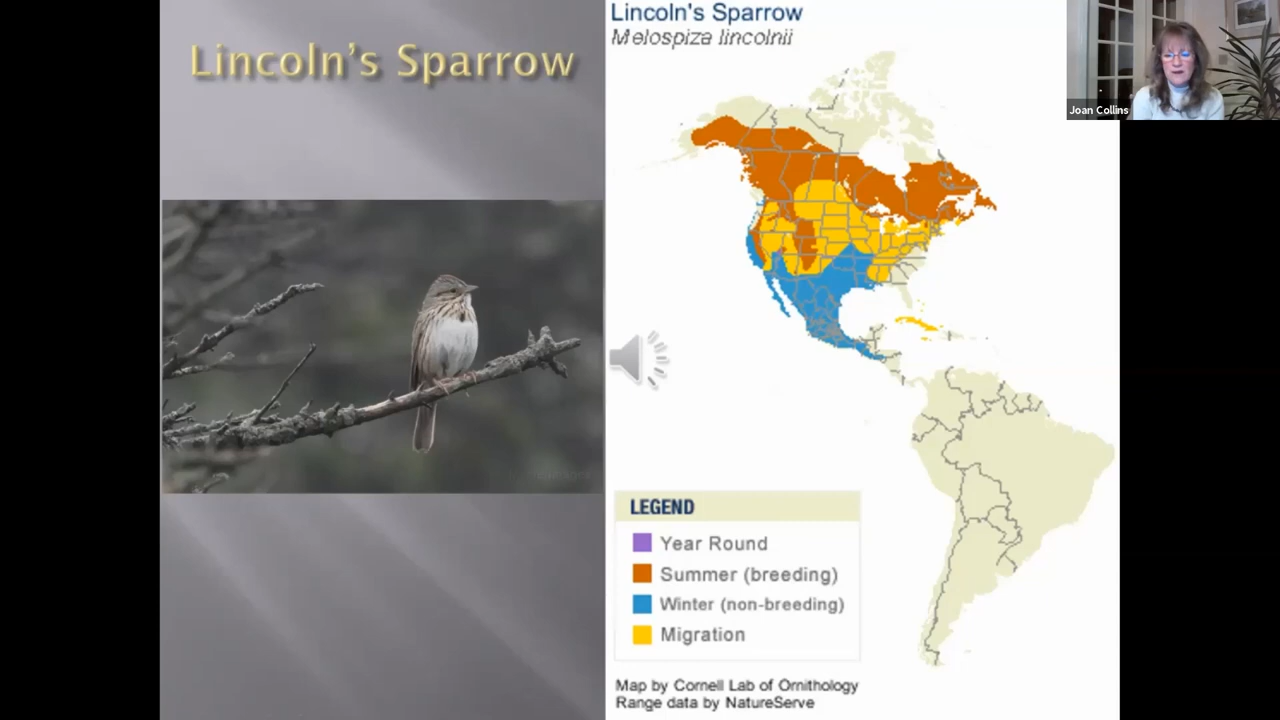 Lincoln's Sparrow
Lincoln's Sparrow
Melospiza lincolnii
Joan Collins
LEGEND
Year Round
Summer (breeding)
Winter (non-breeding)
Migration
Map by Cornell Lab of Ornithology
Range data by NatureServe